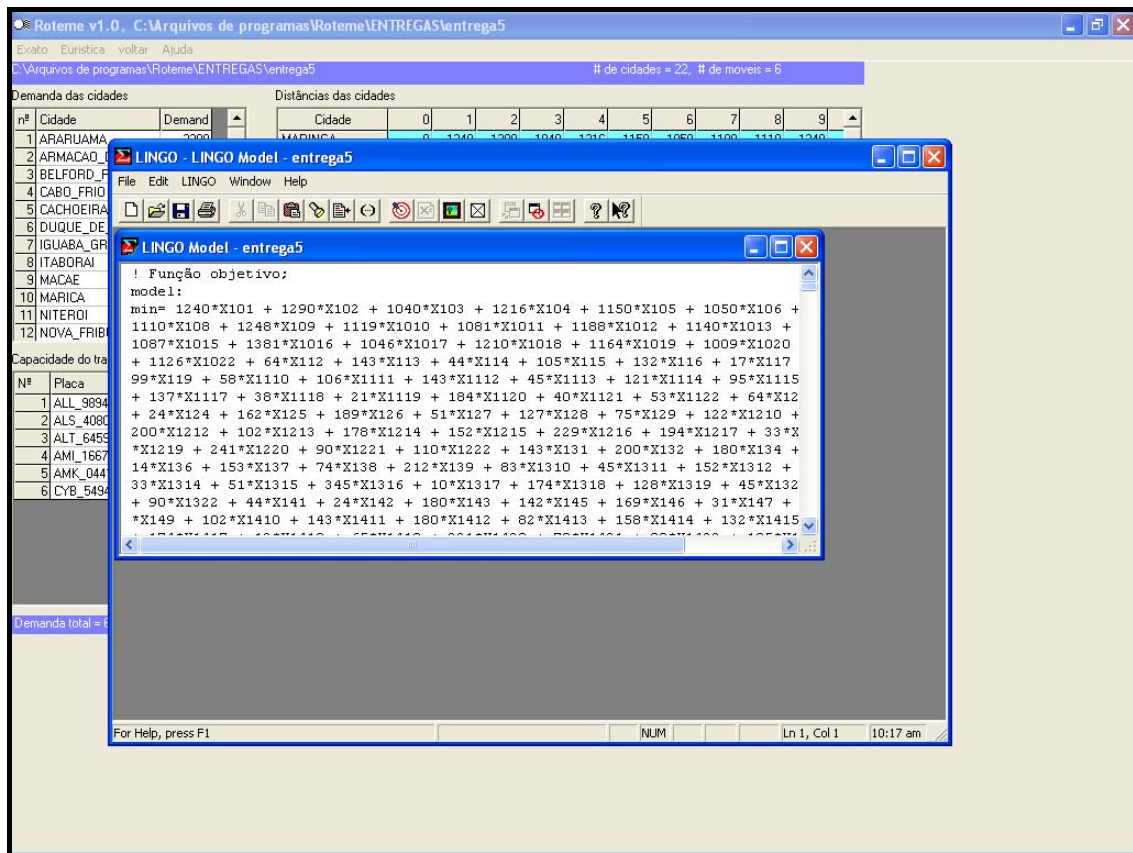 Roteme v1.0, C:\Arquivos de programas\Roteme\ENTREGAS\entrega5
Exato Euristica voltar Ajuda
C:\Arquivos de programas\Roteme\ENTREGAS\entrega5 # de cidades = 22, # de moveis = 6
Demanda das cidades Distâncias das cidades
nº Cidade Demand Cidade 0 1 2 3 4 5 6 7 8 9
1 ARARUAMA
2 ARMACAO_D
3 BELFORD_F
4 CABO_FRIO
5 CACHOEIRA
6 DUQUE_DE_
7 IGUABA_GR
8 ITABORAI
9 MACAE
10 MARICA
11 NITEROI
12 NOVA_FRIB
Capacidade do tra
Nº Placa
1 ALL_9894
2 ALS_4080
3 ALT_6459
4 AMI_1667
5 AMK_044
6 CYB_5494
Demanda total = 6
LINGO - LINGO Model - entrega5
File Edit LINGO Window Help
LINGO Model - entrega5
! Função objetivo;
model:
min= 1240*X101 + 1290*X102 + 1040*X103 + 1216*X104 + 1150*X105 + 1050*X106 +
1110*X108 + 1248*X109 + 1119*X1010 + 1081*X1011 + 1188*X1012 + 1140*X1013 +
1087*X1015 + 1381*X1016 + 1046*X1017 + 1210*X1018 + 1164*X1019 + 1009*X1020
+ 1126*X1022 + 64*X112 + 143*X113 + 44*X114 + 105*X115 + 132*X116 + 17*X117
99*X119 + 58*X1110 + 106*X1111 + 143*X1112 + 45*X1113 + 121*X1114 + 95*X1115
+ 137*X1117 + 38*X1118 + 21*X1119 + 184*X1120 + 40*X1121 + 53*X1122 + 64*X12
+ 24*X124 + 162*X125 + 189*X126 + 51*X127 + 127*X128 + 75*X129 + 122*X1210 +
200*X1212 + 102*X1213 + 178*X1214 + 152*X1215 + 229*X1216 + 194*X1217 + 33*X
*X1219 + 241*X1220 + 90*X1221 + 110*X1222 + 143*X131 + 200*X132 + 180*X134 +
14*X136 + 153*X137 + 74*X138 + 212*X139 + 83*X1310 + 45*X1311 + 152*X1312 +
33*X1314 + 51*X1315 + 345*X1316 + 10*X1317 + 174*X1318 + 128*X1319 + 45*X132
+ 90*X1322 + 44*X141 + 24*X142 + 180*X143 + 142*X145 + 169*X146 + 31*X147 +
*X149 + 102*X1410 + 143*X1411 + 180*X1412 + 82*X1413 + 158*X1414 + 132*X1415
For Help, press F1 NUM Ln 1, Col 1 10:17 am